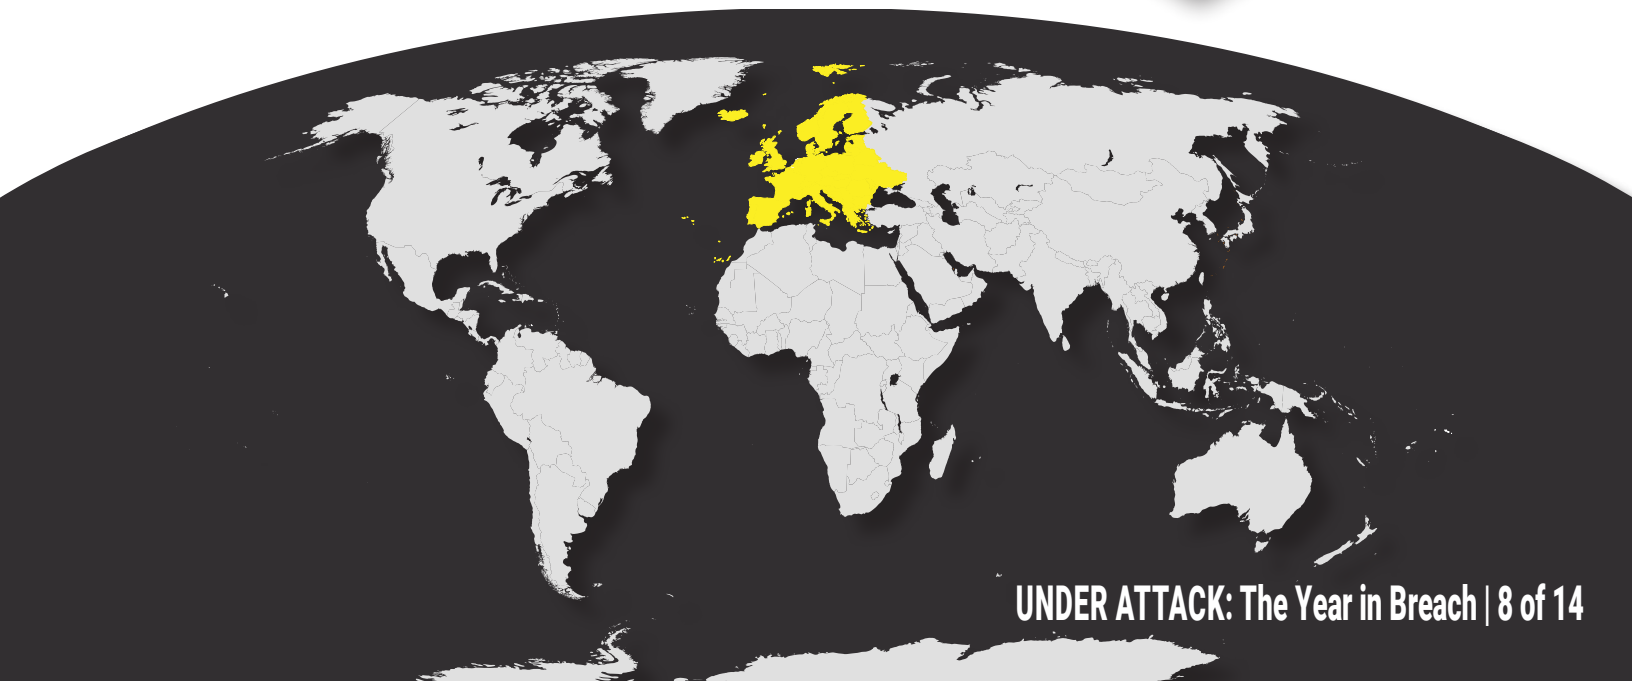 UNDER ATTACK: The Year in Breach | 8 of 14